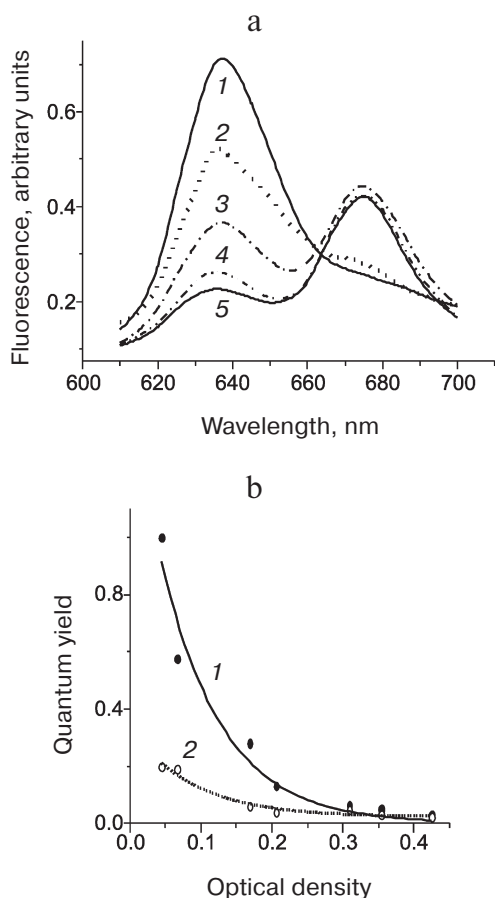 a
Fluorescence, arbitrary units
0.6
0.4
0.2
1
2
3
4
5
600 620 640 660 680 700
Wavelength, nm
b
Quantum yield
0.8
0.4
0.0
1
2
0.0 0.1 0.2 0.3 0.4
Optical density